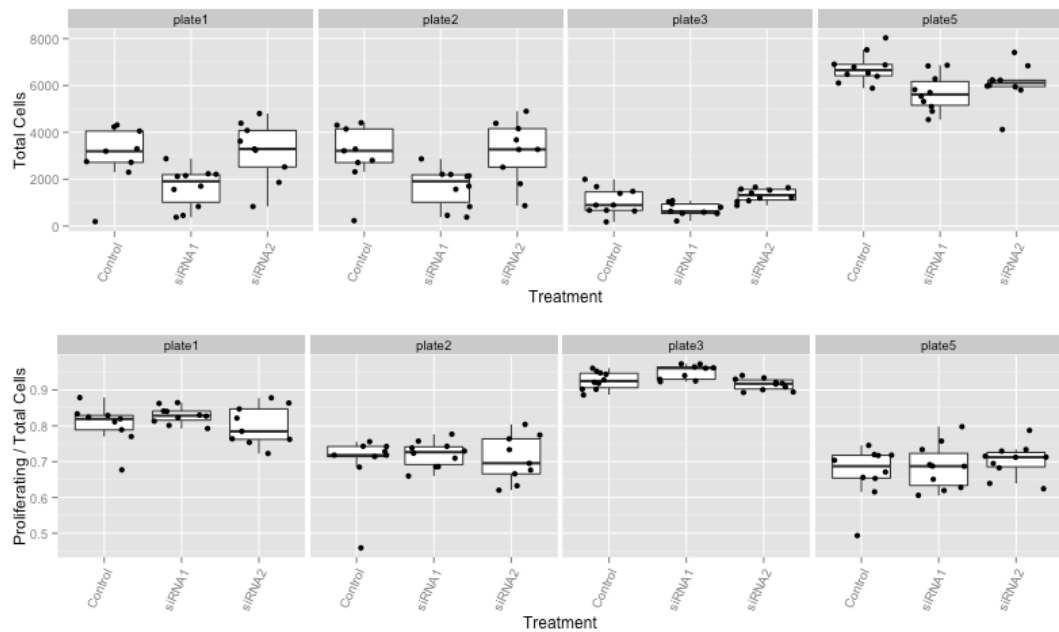 plate1 plate2 plate3 plate5
8000
6000
4000
2000
0
Total Cells
Control siRNA1 siRNA2 Control siRNA1 siRNA2 Control siRNA1 siRNA2 Control siRNA1 siRNA2
Treatment
plate1 plate2 plate3 plate5
0.9
0.8
0.7
0.6
0.5
Proliferating / Total Cells
Control siRNA1 siRNA2 Control siRNA1 siRNA2 Control siRNA1 siRNA2 Control siRNA1 siRNA2
Treatment